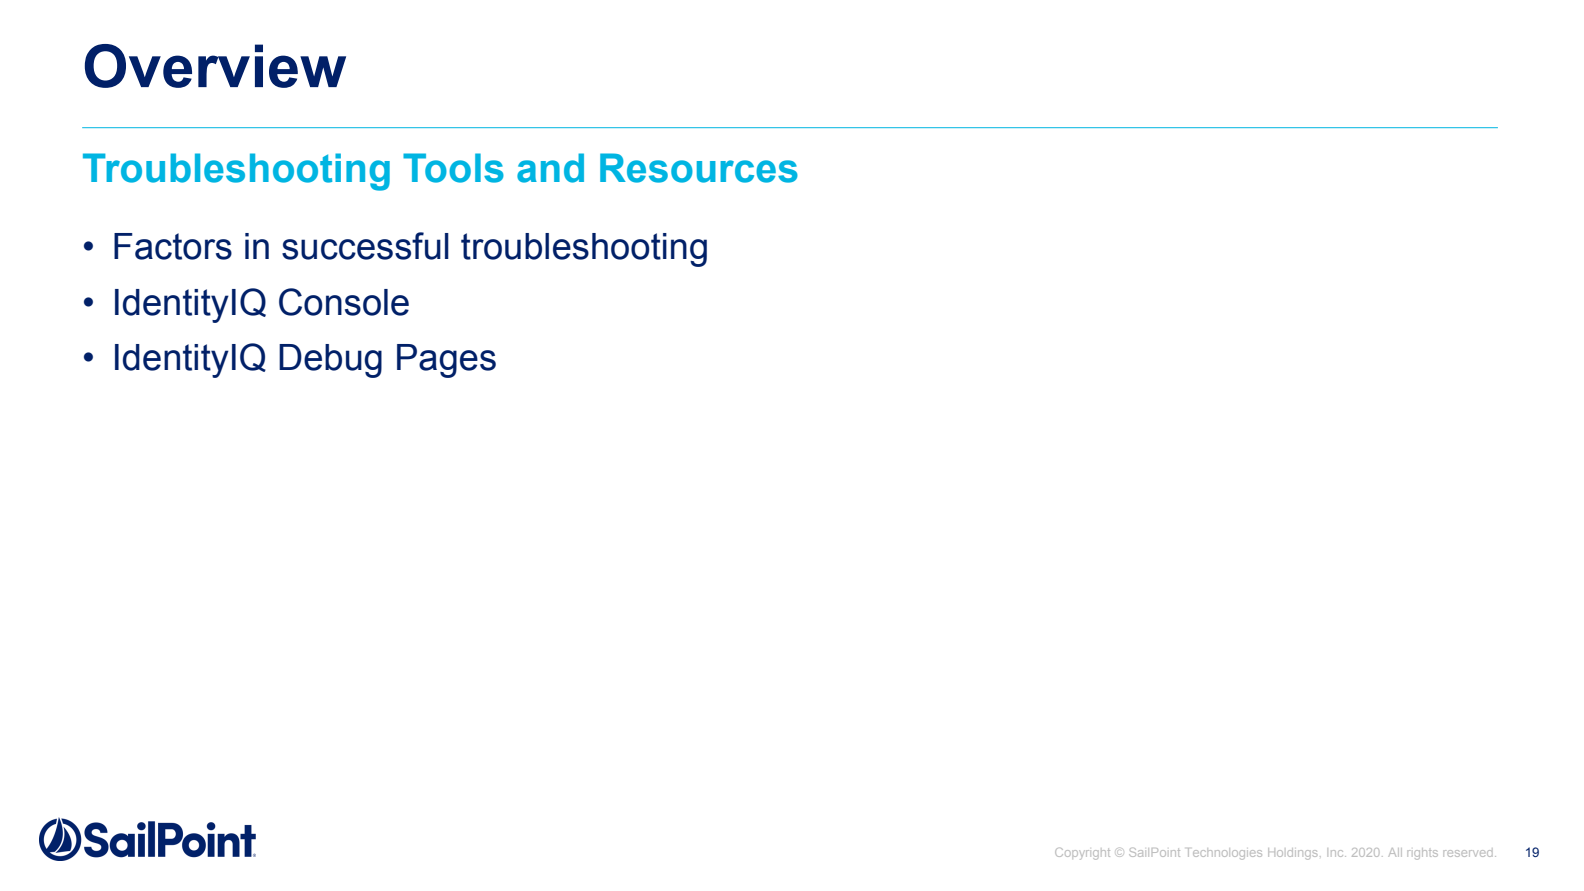 Overview
Troubleshooting Tools and Resources
• Factors in successful troubleshooting
• IdentityIQ Console
• IdentityIQ Debug Pages
SailPoint
Copyright © SailPoint Technologies Holdings, Inc. 2020. All rights reserved. 19